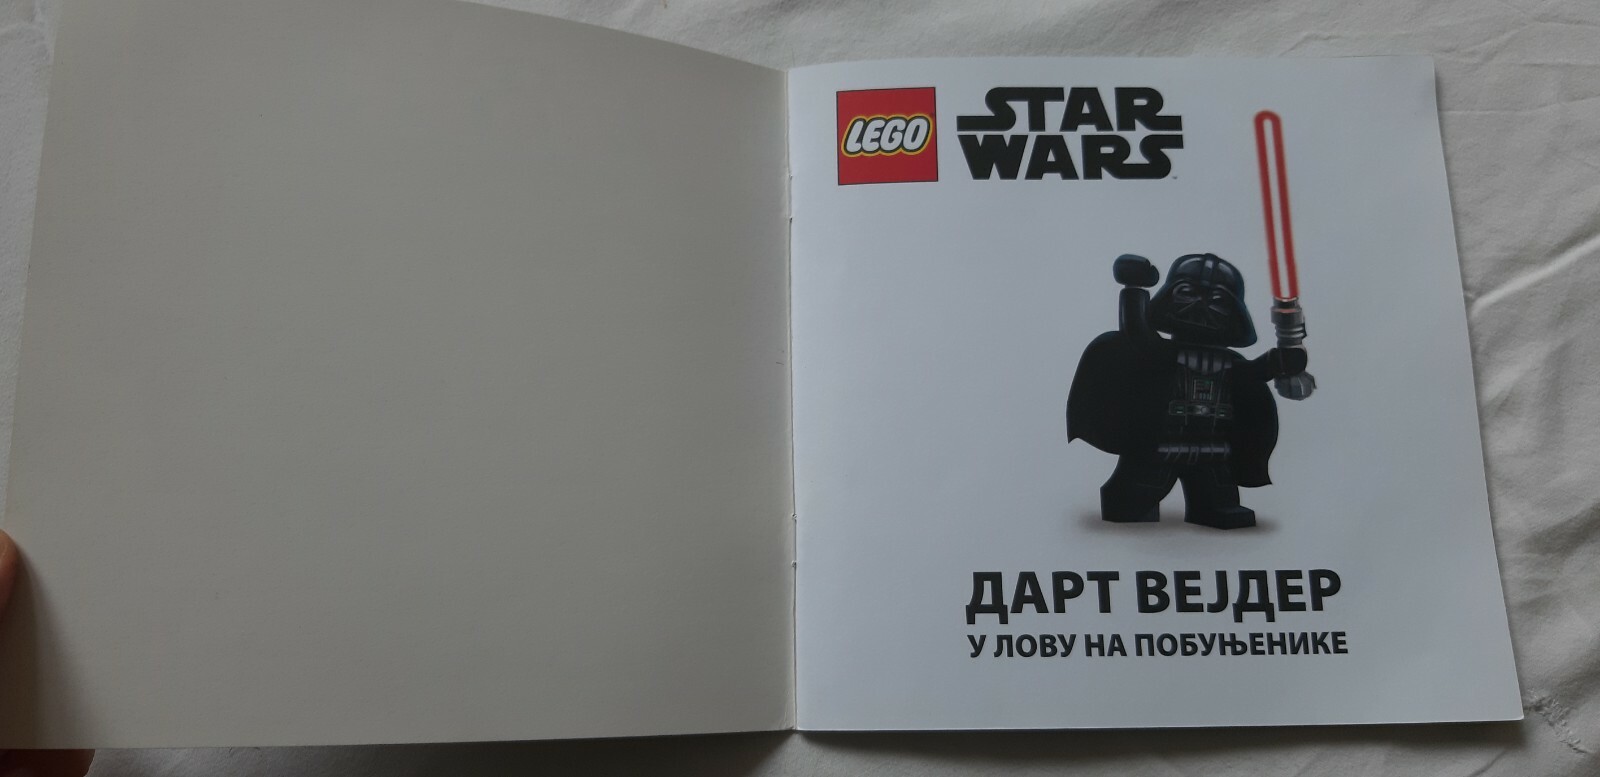 LEGO
STAR
WARS
ДАРТ ВЕЈДЕР
У ЛОВУ НА ПОБУЊЕНИКЕ